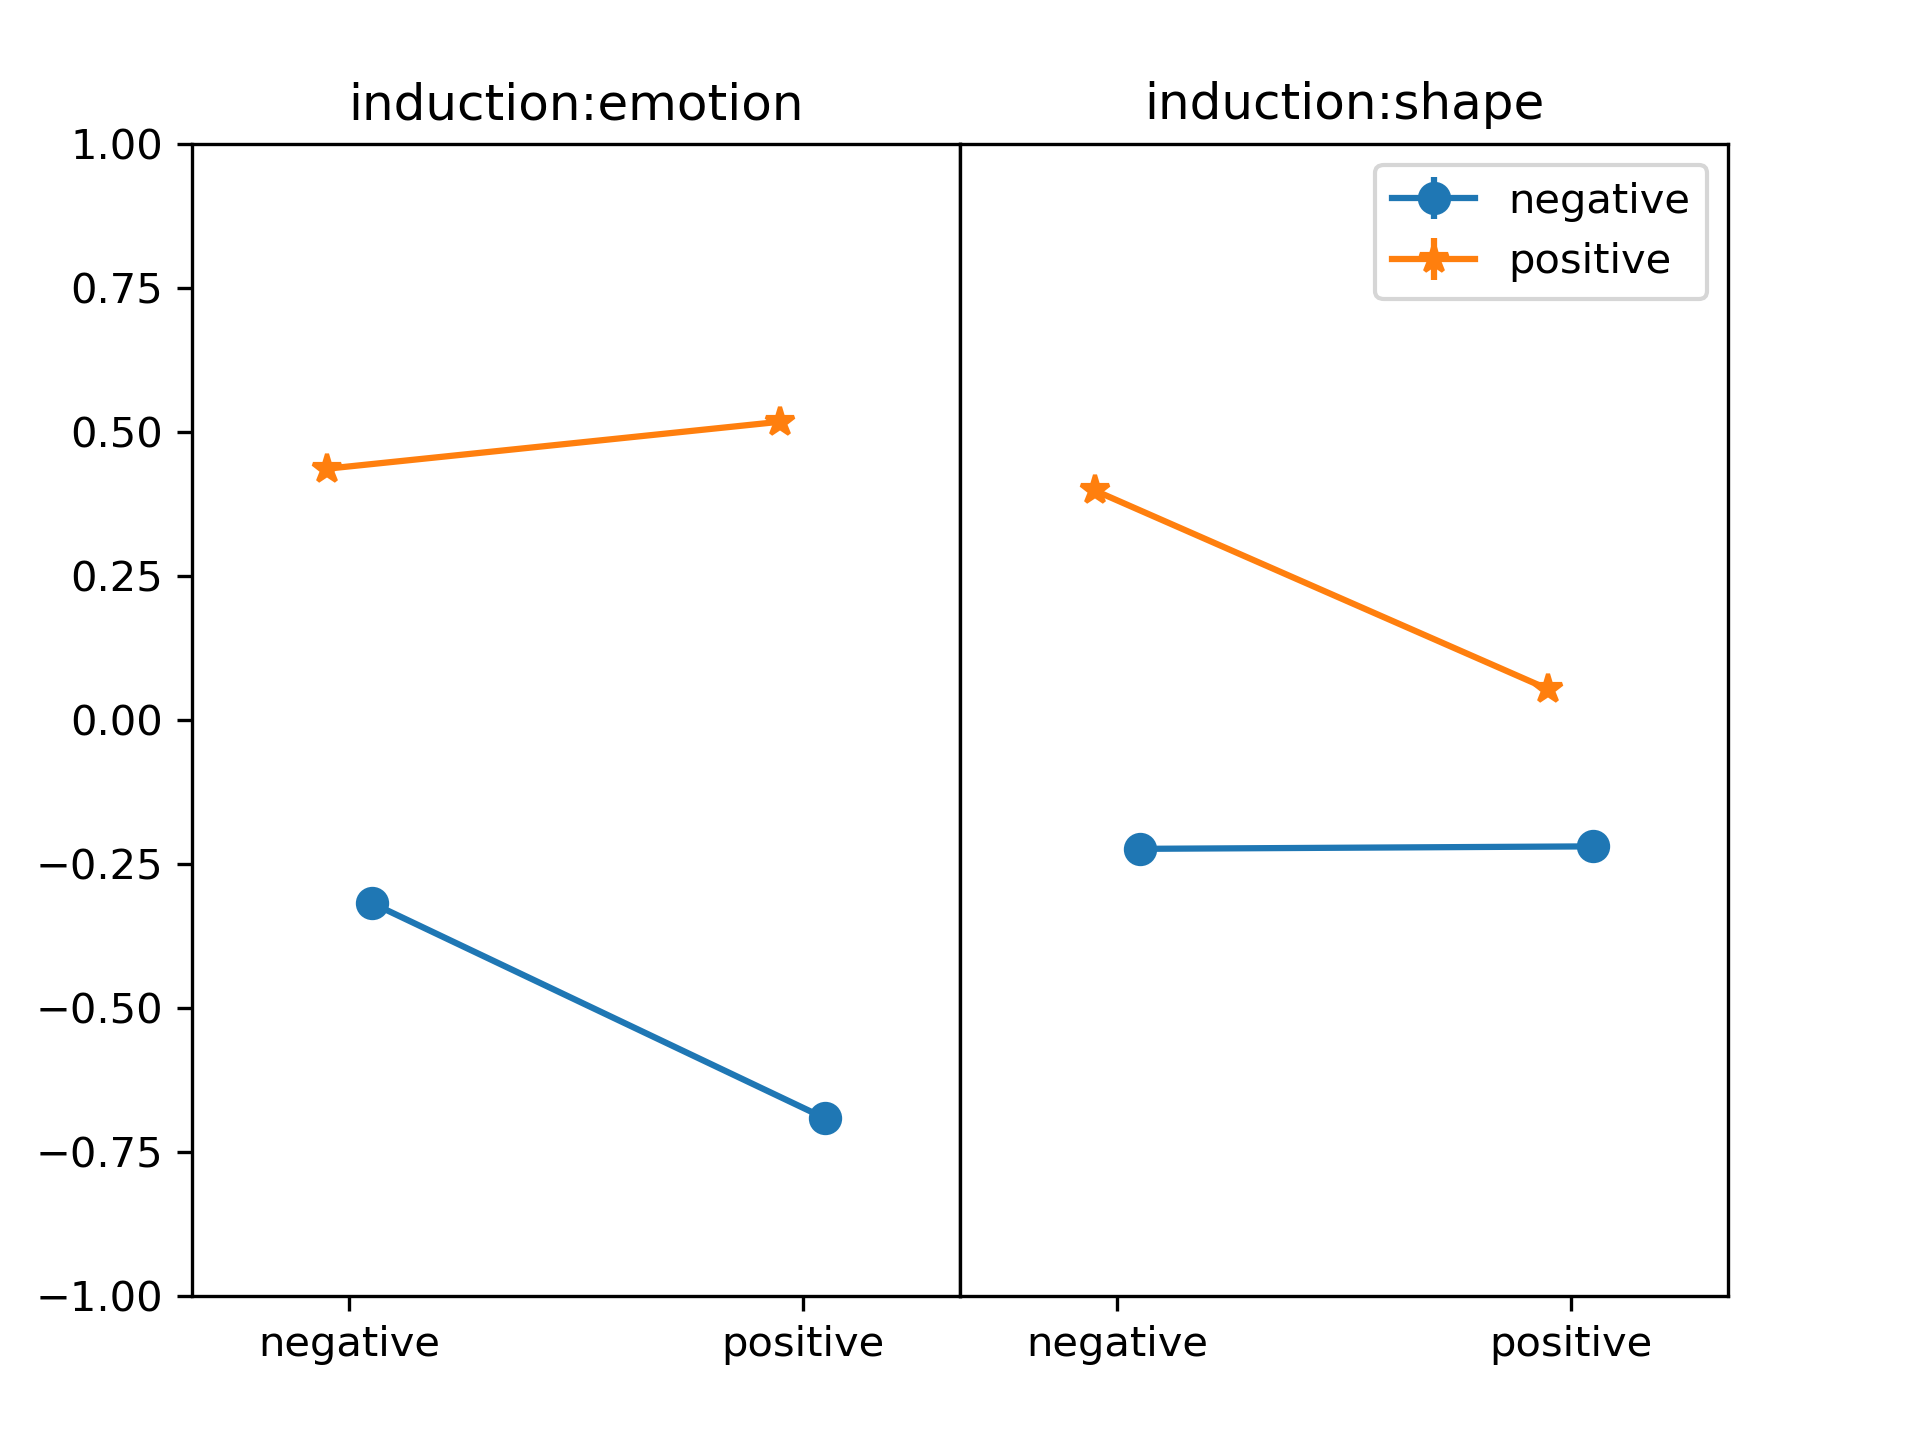 induction:emotion
induction:shape
1.00
0.75
0.50
0.25
0.00
−0.25
−0.50
−0.75
−1.00
negative
positive
negative
positive
negative
positive